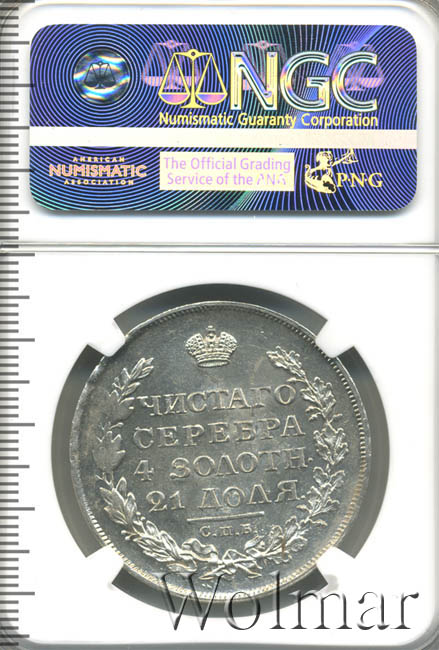 NGC
Numismatic Guaranty Corporation
AMERICAN
NUMISMATIC
ASSOCIATION
The Official Grading
Service of the ANA
PNG
ЧИСТАГО
СЕРЕБРА
4 ЗОЛОТН.
21 ДОЛЯ.
С.П.Б.
Wolmar